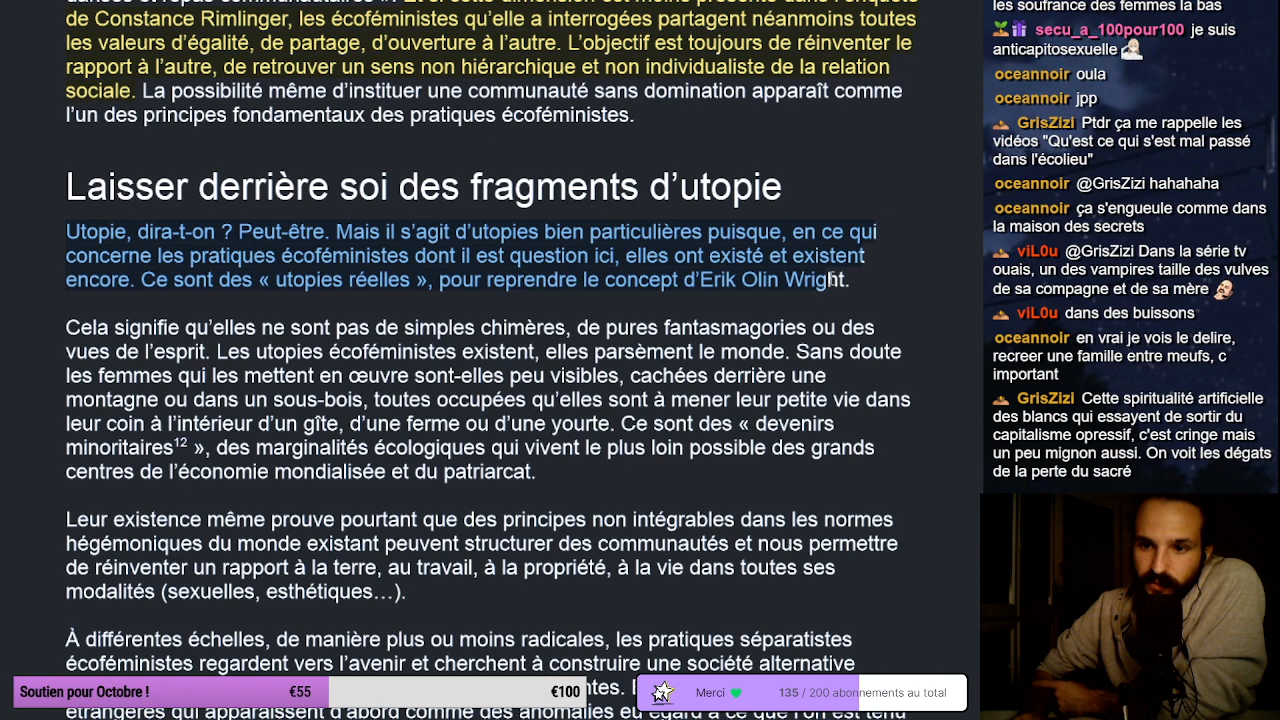 de Constance Rimlinger, les écoféministes qu’elle a interrogées partagent néanmoins toutes
les valeurs d’égalité, de partage, d’ouverture à l’autre. L’objectif est toujours de réinventer le
rapport à l’autre, de retrouver un sens non hiérarchique et non individualiste de la relation
sociale. La possibilité même d’instituer une communauté sans domination apparaît comme
l’un des principes fondamentaux des pratiques écoféministes.
Laisser derrière soi des fragments d’utopie
Utopie, dira-t-on ? Peut-être. Mais il s’agit d’utopies bien particulières puisque, en ce qui
concerne les pratiques écoféministes dont il est question ici, elles ont existé et existent
encore. Ce sont des « utopies réelles », pour reprendre le concept d’Erik Olin Wright.
Cela signifie qu’elles ne sont pas de simples chimères, de pures fantasmagories ou des
vues de l’esprit. Les utopies écoféministes existent, elles parsèment le monde. Sans doute
les femmes qui les mettent en œuvre sont-elles peu visibles, cachées derrière une
montagne ou dans un sous-bois, toutes occupées qu’elles sont à mener leur petite vie dans
leur coin à l’intérieur d’un gîte, d’une ferme ou d’une yourte. Ce sont des « devenirs
minoritaires¹² », des marginalités écologiques qui vivent le plus loin possible des grands
centres de l’économie mondialisée et du patriarcat.
Leur existence même prouve pourtant que des principes non intégrables dans les normes
hégémoniques du monde existant peuvent structurer des communautés et nous permettre
de réinventer un rapport à la terre, au travail, à la propriété, à la vie dans toutes ses
modalités (sexuelles, esthétiques…).
À différentes échelles, de manière plus ou moins radicales, les pratiques séparatistes
écoféministes regardent vers l’avenir et cherchent à construire une société alternative
étrangères qui apparaissent d’abord comme des anomalies eu égard à ce que l’on est tenu
Soutien pour Octobre ! €55 €100
Merci 135 / 200 abonnements au total
les souffrance des femmes la bas
secu_a_100pour100 je suis
anticapitosexuelle
oceannoir oula
oceannoir jpp
GrisZizi Ptdr ça me rappelle les
vidéos "Qu'est ce qui s'est mal passé
dans l'écolieu"
oceannoir @GrisZizi hahahaha
oceannoir ça s'engueule comme dans
la maison des secrets
viL0u @GrisZizi Dans la série tv
ouais, un des vampires taille des vulves
de sa compagne et de sa mère
viL0u dans des buissons
oceannoir en vrai je vois le delire,
recreer une famille entre meufs, c
important
GrisZizi Cette spiritualité artificielle
des blancs qui essayent de sortir du
capitalisme opressif, c'est cringe mais
un peu mignon aussi. On voit les dégats
de la perte du sacré